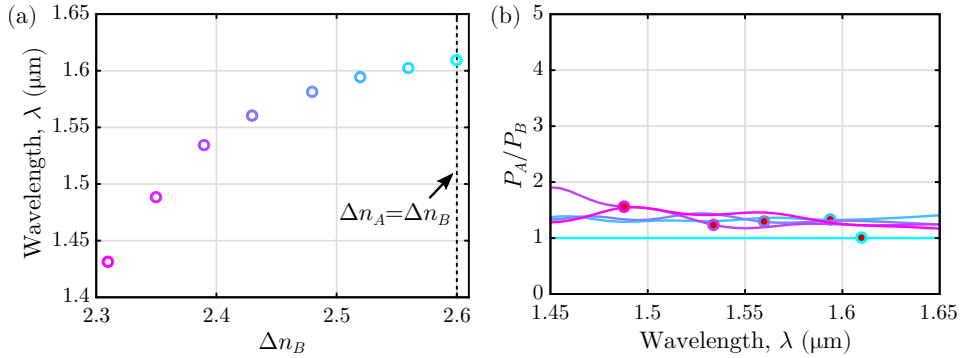 (a)
1.65
1.6
1.55
1.5
1.45
1.4
Wavelength, λ (μm)
Δn_A=Δn_B
2.3 2.4 2.5 2.6
Δn_B
(b)
5
4
3
2
1
0
P_A/P_B
1.45 1.5 1.55 1.6 1.65
Wavelength, λ (μm)